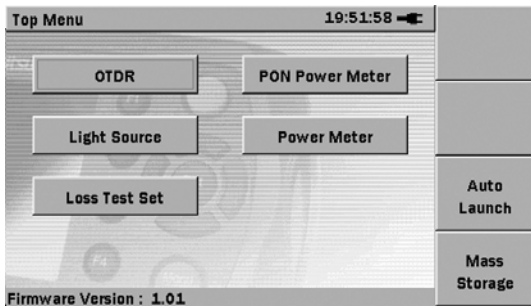 Top Menu
19:51:58
OTDR
PON Power Meter
Light Source
Power Meter
Loss Test Set
Auto
Launch
Mass
Storage
Firmware Version : 1.01